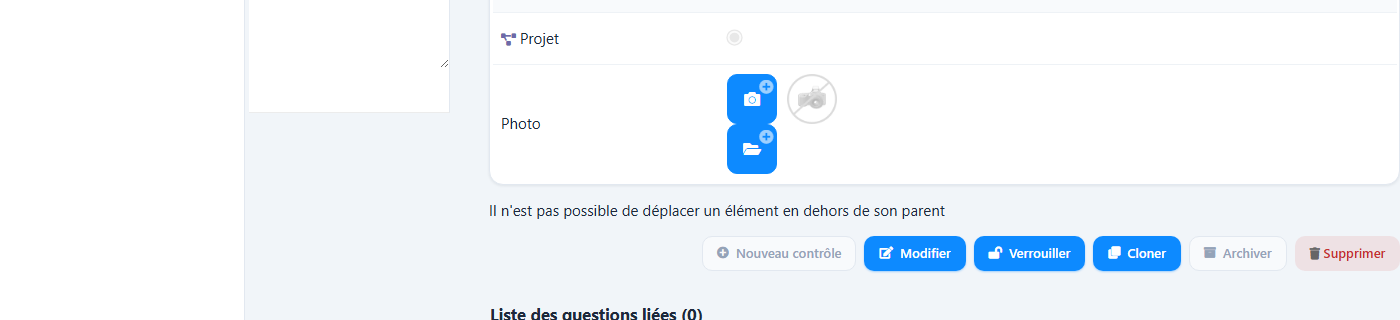 Projet
Photo
Il n'est pas possible de déplacer un élément en dehors de son parent
Nouveau contrôle Modifier Verrouiller Cloner Archiver Supprimer
Liste des questions liées (0)